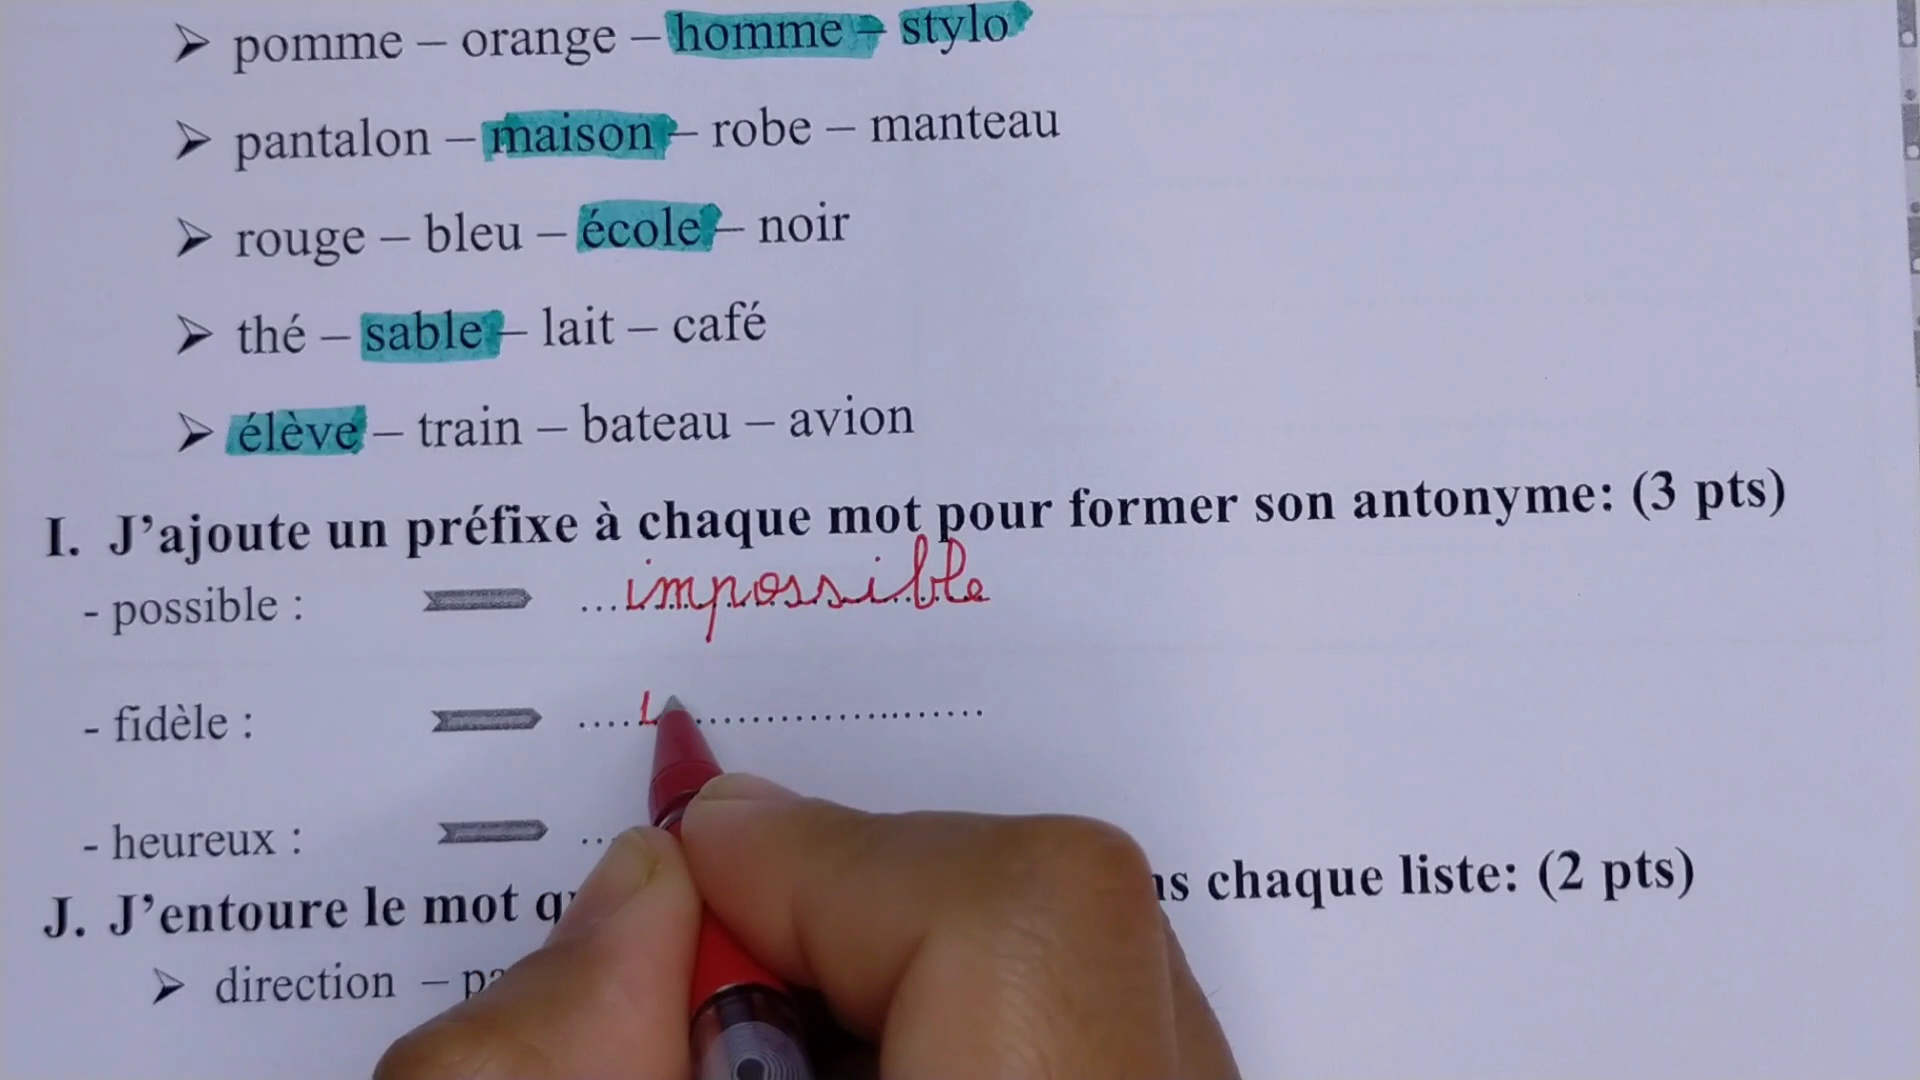 ➢ pomme – orange – homme – stylo
➢ pantalon – maison – robe – manteau
➢ rouge – bleu – école – noir
➢ thé – sable – lait – café
➢ élève – train – bateau – avion
I. J'ajoute un préfixe à chaque mot pour former son antonyme: (3 pts)
- possible : ...impossible
- fidèle : ....i......................
- heureux : ..
J. J'entoure le mot chaque liste: (2 pts)
➢ direction –